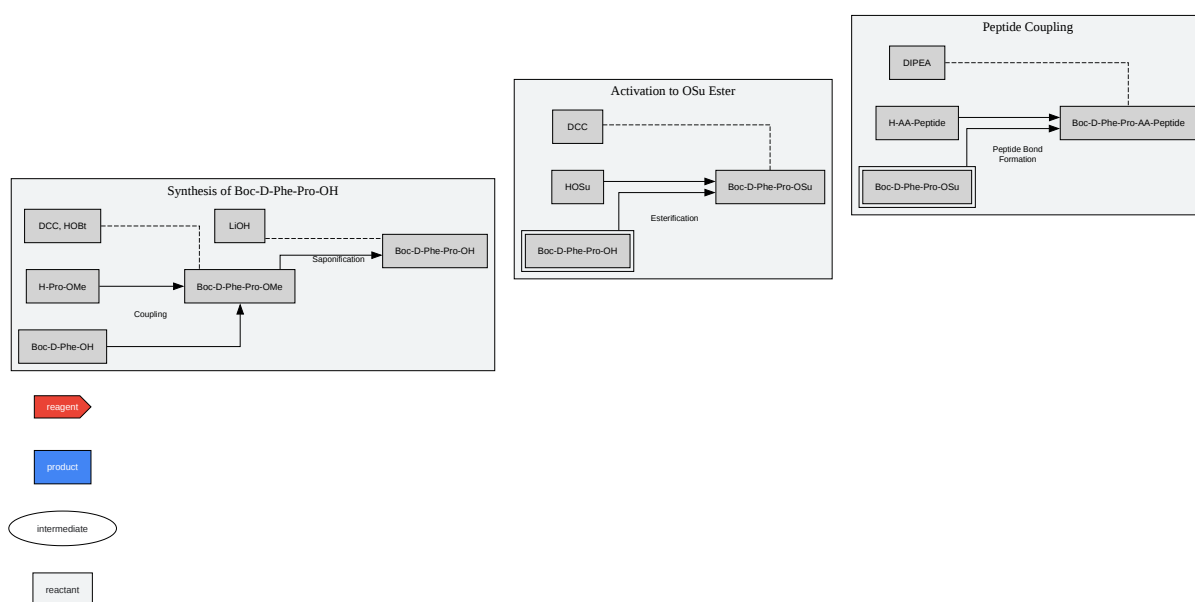 Synthesis of Boc-D-Phe-Pro-OH
DCC, HOBt
LiOH
Boc-D-Phe-Pro-OH
Saponification
H-Pro-OMe
Boc-D-Phe-Pro-OMe
Coupling
Boc-D-Phe-OH
Activation to OSu Ester
DCC
HOSu
Boc-D-Phe-Pro-OSu
Esterification
Boc-D-Phe-Pro-OH
Peptide Coupling
DIPEA
H-AA-Peptide
Boc-D-Phe-Pro-AA-Peptide
Peptide Bond
Formation
Boc-D-Phe-Pro-OSu
reagent
product
intermediate
reactant